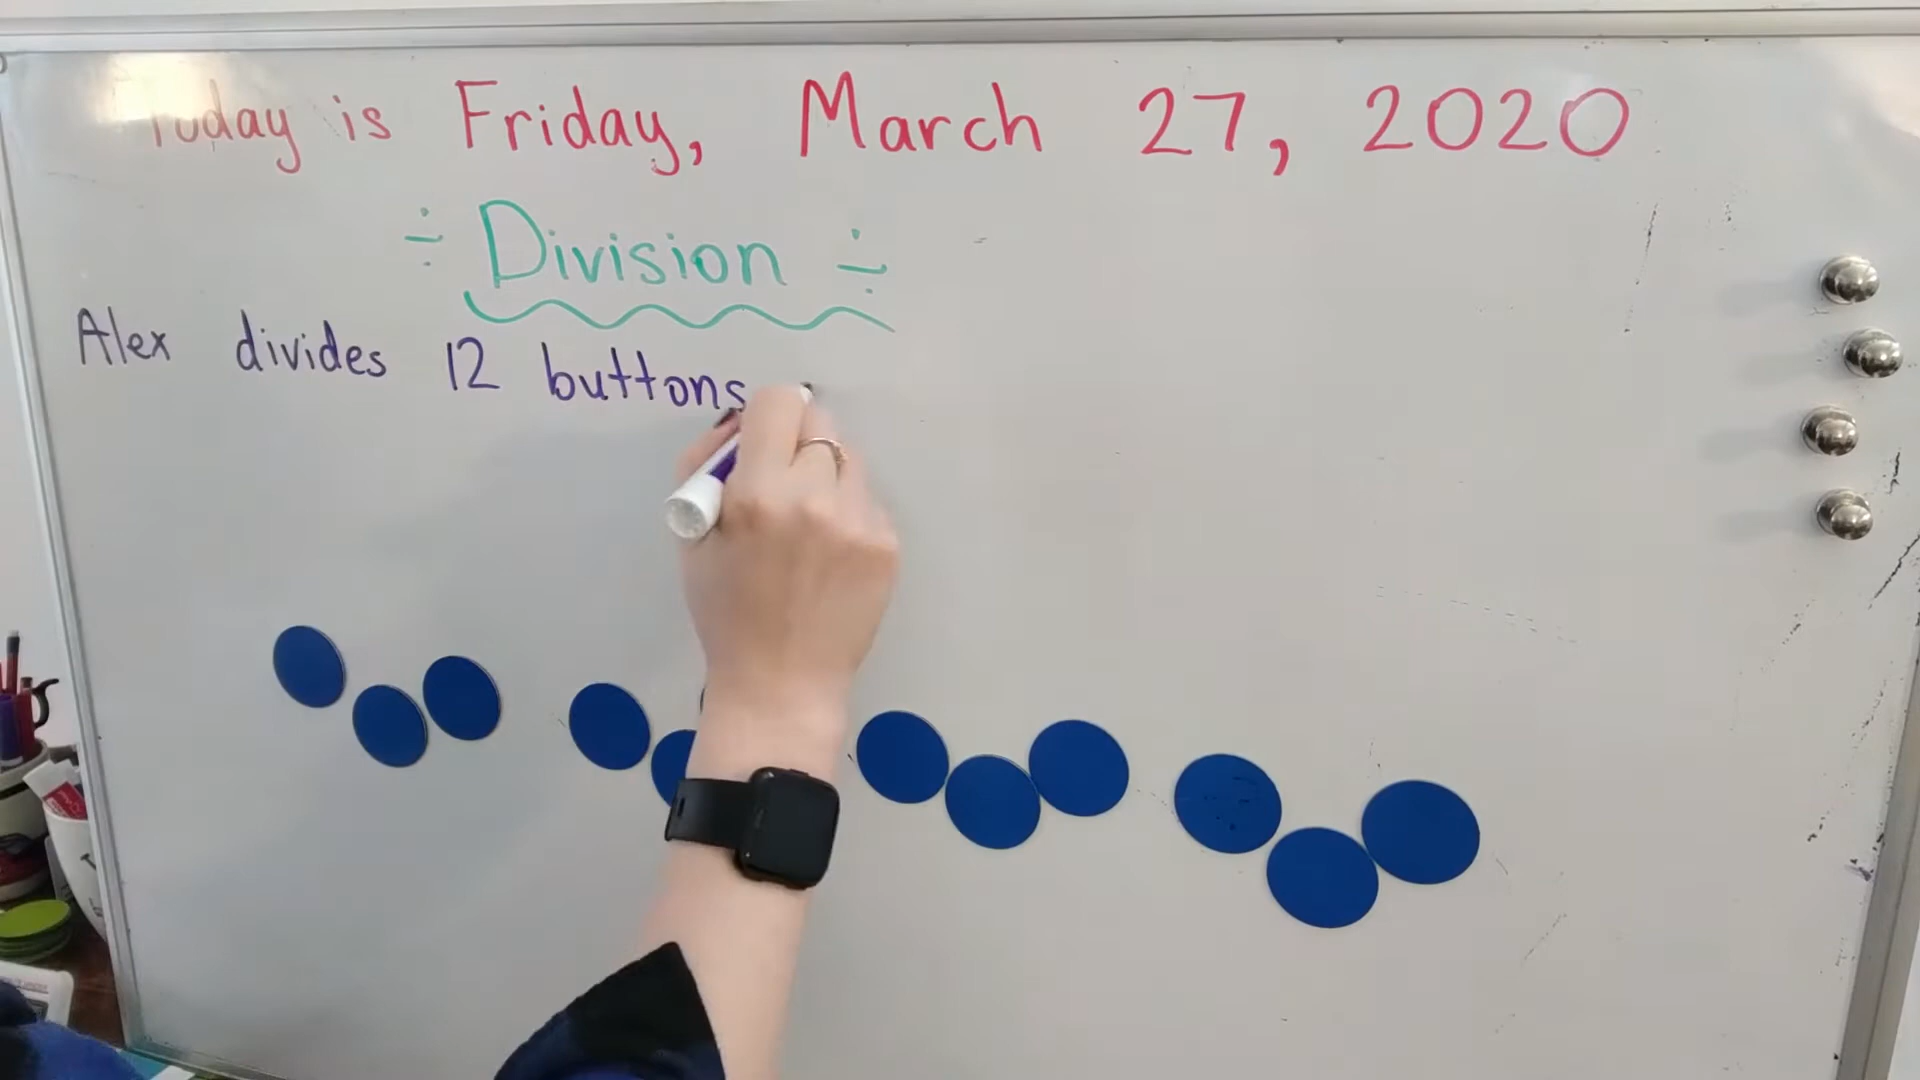 Today is Friday, March 27, 2020
÷ Division ÷
Alex divides 12 buttons